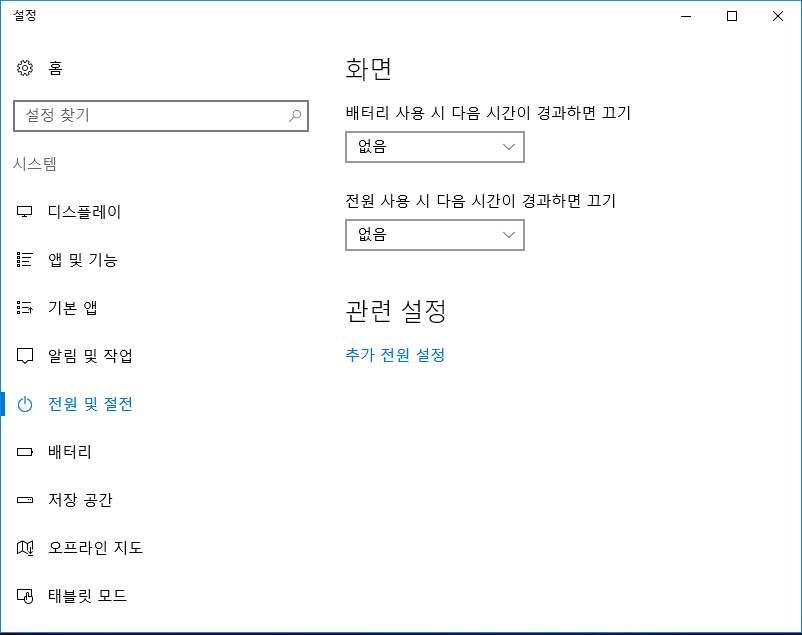 설정
홈
설정 찾기
시스템
디스플레이
앱 및 기능
기본 앱
알림 및 작업
전원 및 절전
배터리
저장 공간
오프라인 지도
태블릿 모드
화면
배터리 사용 시 다음 시간이 경과하면 끄기
없음
전원 사용 시 다음 시간이 경과하면 끄기
없음
관련 설정
추가 전원 설정